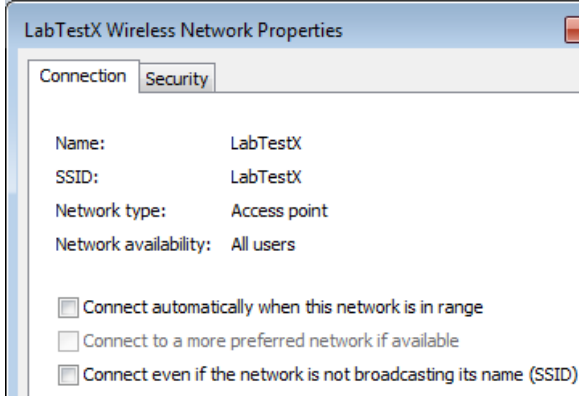 LabTestX Wireless Network Properties
Connection Security
Name: LabTestX
SSID: LabTestX
Network type: Access point
Network availability: All users
Connect automatically when this network is in range
Connect to a more preferred network if available
Connect even if the network is not broadcasting its name (SSID)